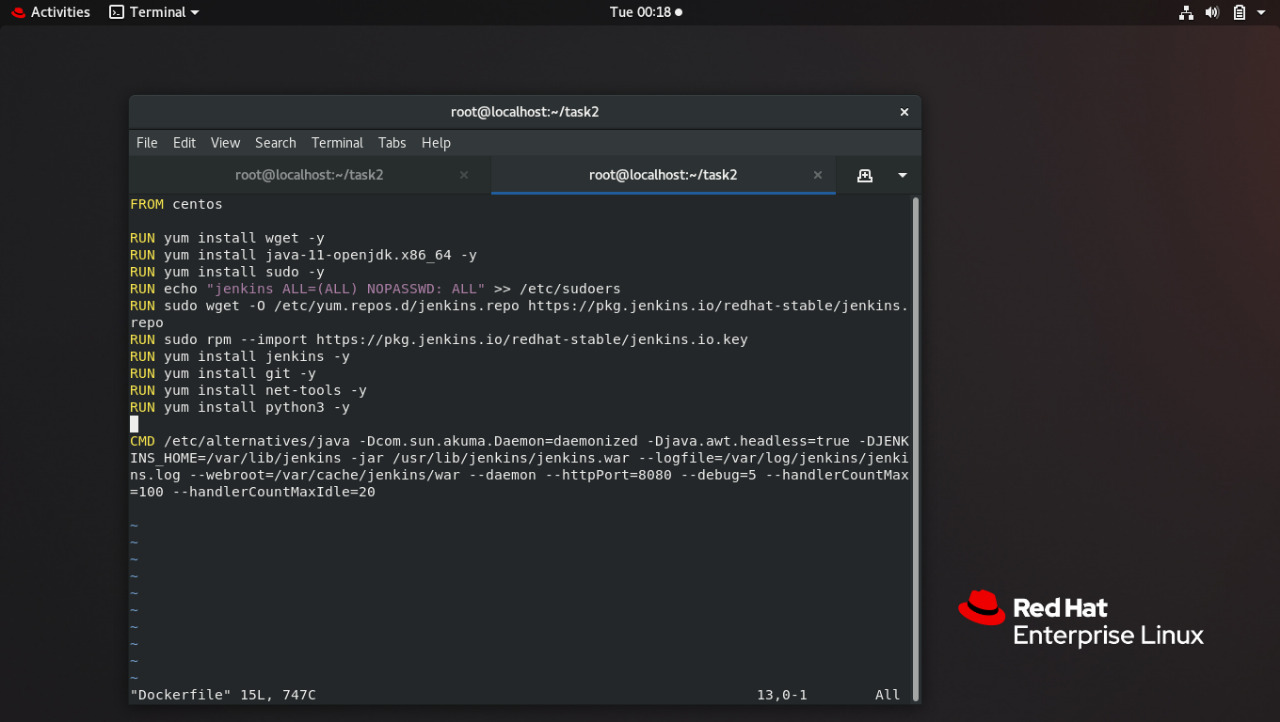 Activities Terminal Tue 00:18
root@localhost:~/task2
File Edit View Search Terminal Tabs Help
root@localhost:~/task2 root@localhost:~/task2
FROM centos
RUN yum install wget -y
RUN yum install java-11-openjdk.x86_64 -y
RUN yum install sudo -y
RUN echo "jenkins ALL=(ALL) NOPASSWD: ALL" >> /etc/sudoers
RUN sudo wget -O /etc/yum.repos.d/jenkins.repo https://pkg.jenkins.io/redhat-stable/jenkins.
repo
RUN sudo rpm --import https://pkg.jenkins.io/redhat-stable/jenkins.io.key
RUN yum install jenkins -y
RUN yum install git -y
RUN yum install net-tools -y
RUN yum install python3 -y
CMD /etc/alternatives/java -Dcom.sun.akuma.Daemon=daemonized -Djava.awt.headless=true -DJENK
INS_HOME=/var/lib/jenkins -jar /usr/lib/jenkins/jenkins.war --logfile=/var/log/jenkins/jenki
ns.log --webroot=/var/cache/jenkins/war --daemon --httpPort=8080 --debug=5 --handlerCountMax
=100 --handlerCountMaxIdle=20
~
~
~
~
~
~
~
~
~
~
"Dockerfile" 15L, 747C 13,0-1 All
Red Hat
Enterprise Linux